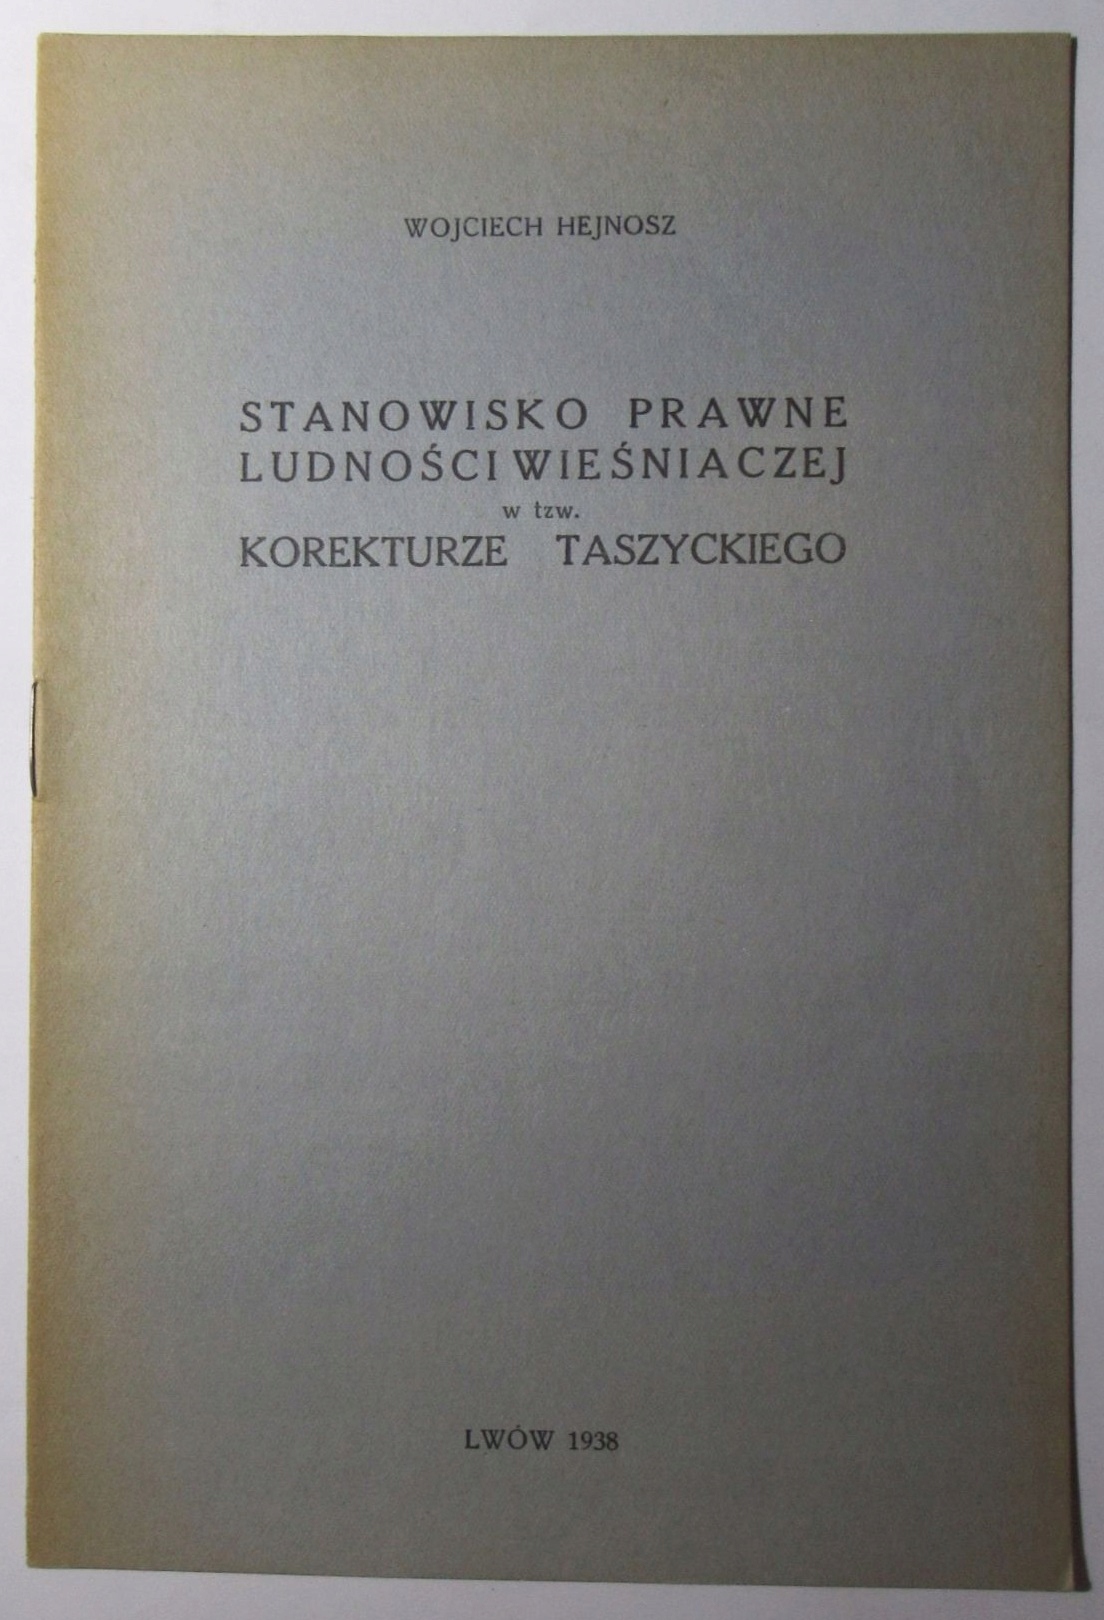 WOJCIECH HEJNOSZ
STANOWISKO PRAWNE
LUDNOŚCI WIEŚNIACZEJ
w tzw.
KOREKTURZE TASZYCKIEGO
LWÓW 1938